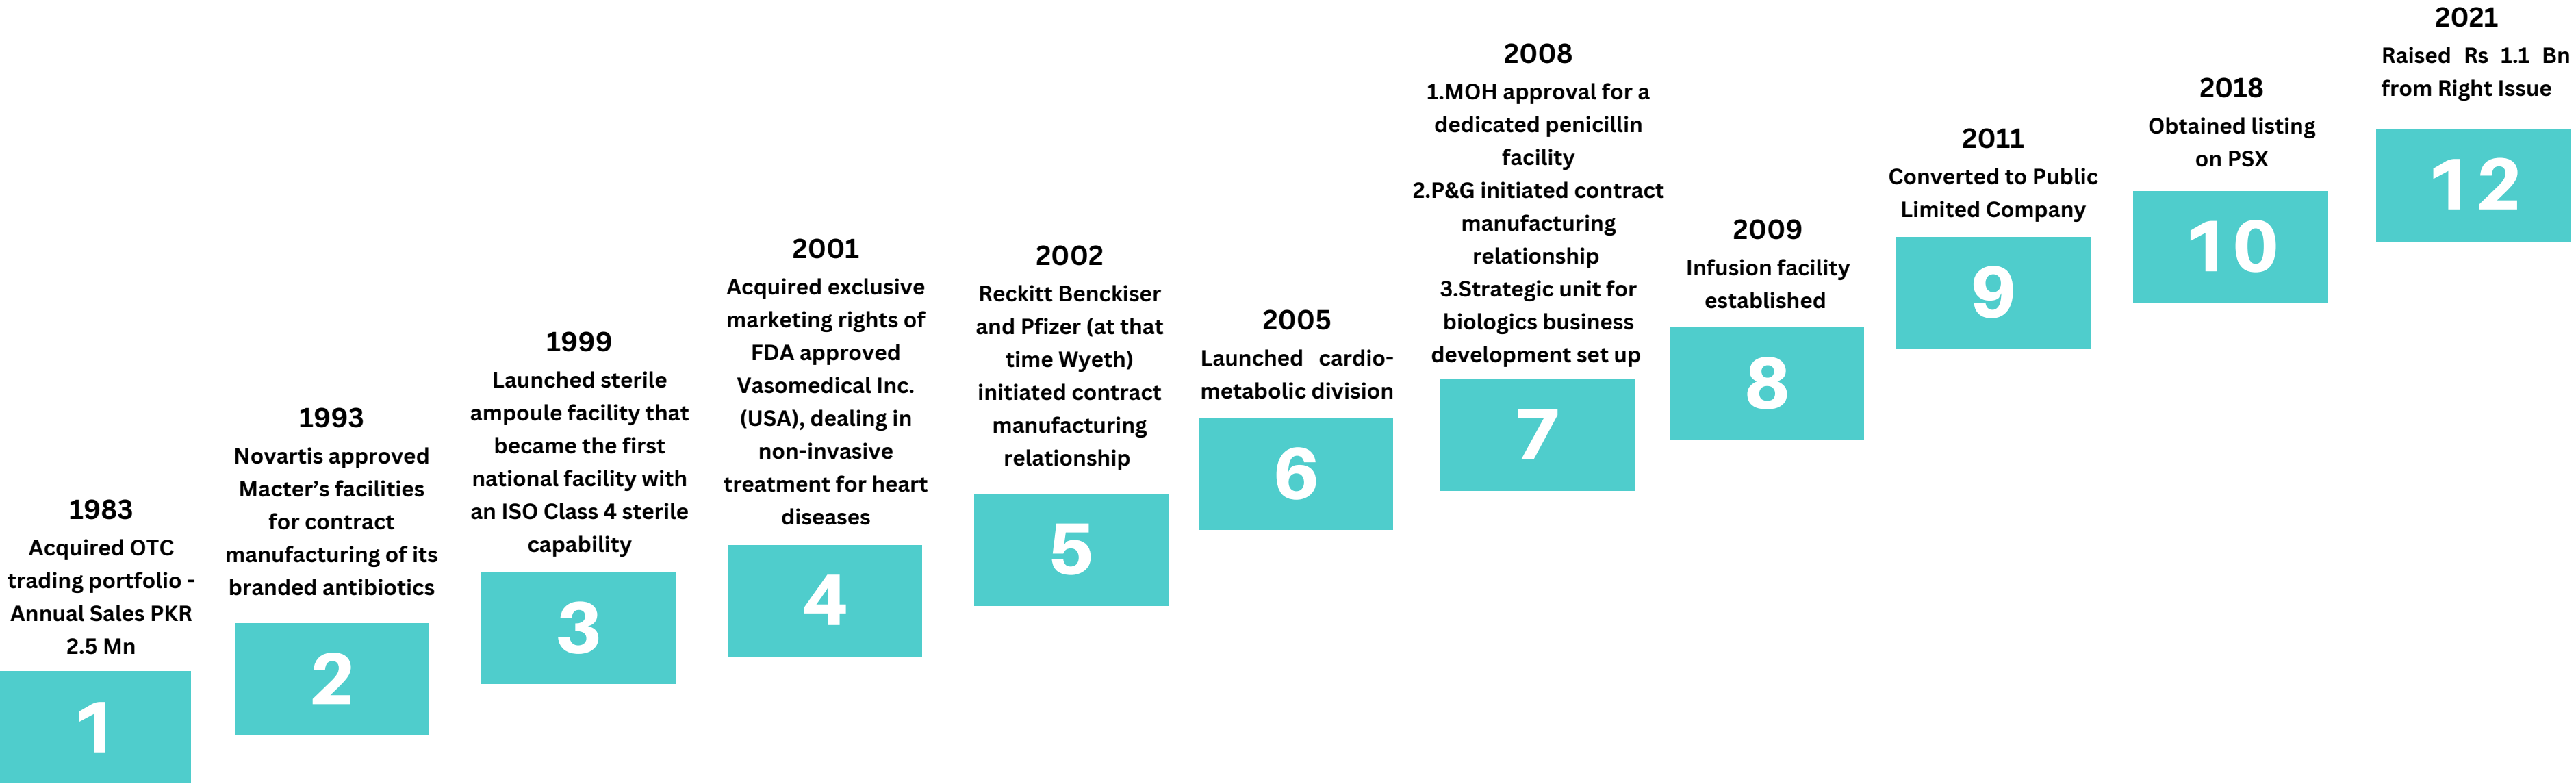 1983
Acquired OTC
trading portfolio -
Annual Sales PKR
2.5 Mn
1
1993
Novartis approved
Macter’s facilities
for contract
manufacturing of its
branded antibiotics
2
1999
Launched sterile
ampoule facility that
became the first
national facility with
an ISO Class 4 sterile
capability
3
2001
Acquired exclusive
marketing rights of
FDA approved
Vasomedical Inc.
(USA), dealing in
non-invasive
treatment for heart
diseases
4
2002
Reckitt Benckiser
and Pfizer (at that
time Wyeth)
initiated contract
manufacturing
relationship
5
2005
Launched cardio-
metabolic division
6
2008
1.MOH approval for a
dedicated penicillin
facility
2.P&G initiated contract
manufacturing
relationship
3.Strategic unit for
biologics business
development set up
7
2009
Infusion facility
established
8
2011
Converted to Public
Limited Company
9
2018
Obtained listing
on PSX
10
2021
Raised Rs 1.1 Bn
from Right Issue
12